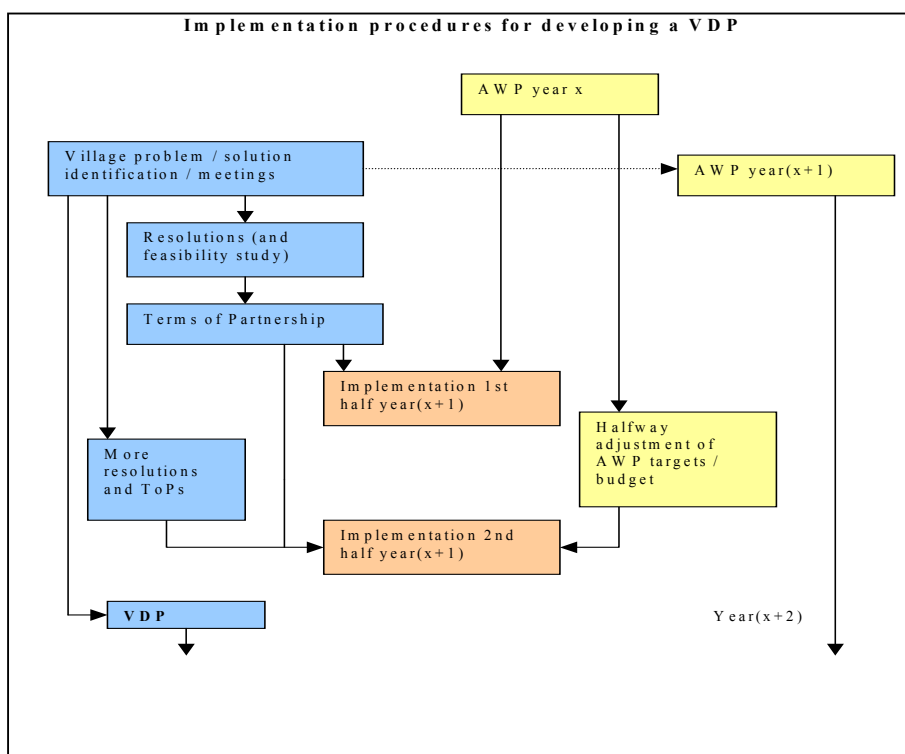 Implementation procedures for developing a VDP
AWP year x
Village problem / solution
identification / meetings
AWP year(x+1)
Resolutions (and
feasibility study)
Terms of Partnership
Implementation 1st
half year(x+1)
Halfway
adjustment of
AWP targets /
budget
More
resolutions
and ToPs
Implementation 2nd
half year(x+1)
VDP
Year(x+2)